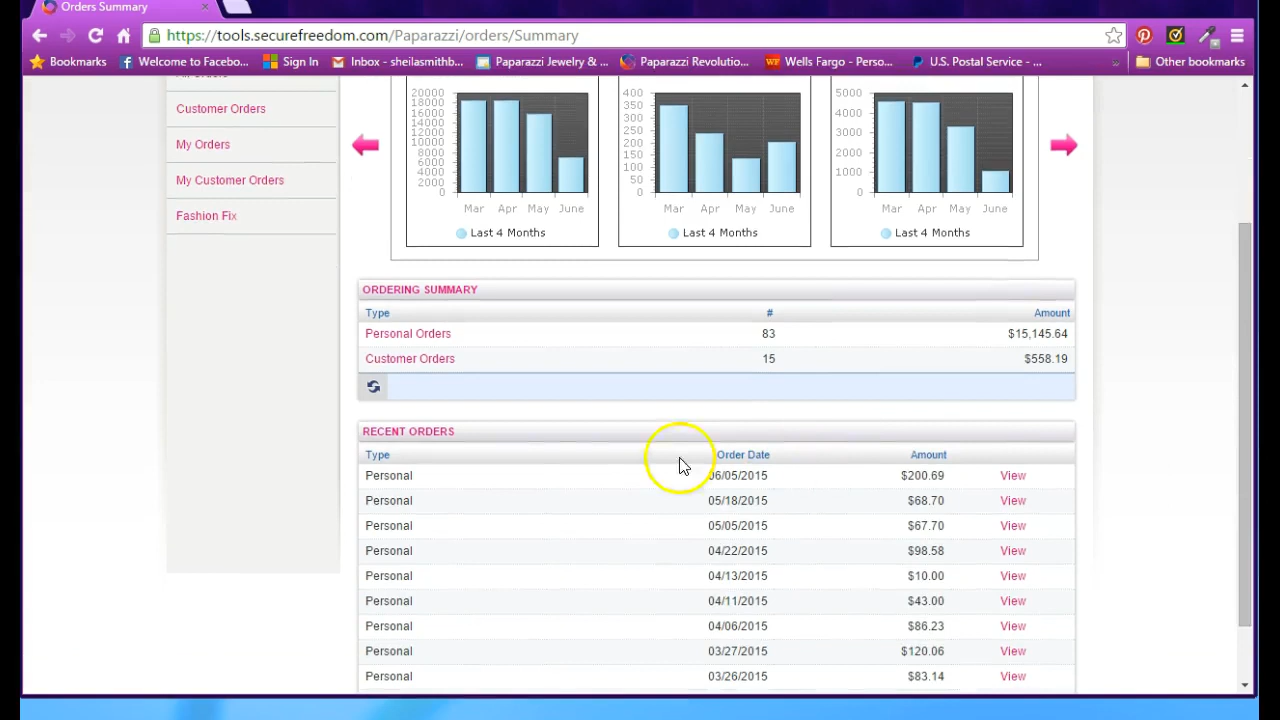 Orders Summary
https://tools.securefreedom.com/Paparazzi/orders/Summary
Bookmarks Welcome to Facebo... Sign In Inbox - sheilasmithb... Paparazzi Jewelry & ... Paparazzi Revolutio... Wells Fargo - Perso... U.S. Postal Service - ... » Other bookmarks
Customer Orders
My Orders
My Customer Orders
Fashion Fix
20000
18000
16000
14000
12000
10000
8000
6000
4000
2000
0
Mar Apr May June
Last 4 Months
400
350
300
250
200
150
100
50
0
Mar Apr May June
Last 4 Months
5000
4000
3000
2000
1000
0
Mar Apr May June
Last 4 Months
ORDERING SUMMARY
Type # Amount
Personal Orders 83 $15,145.64
Customer Orders 15 $558.19
RECENT ORDERS
Type Order Date Amount
Personal 06/05/2015 $200.69 View
Personal 05/18/2015 $68.70 View
Personal 05/05/2015 $67.70 View
Personal 04/22/2015 $98.58 View
Personal 04/13/2015 $10.00 View
Personal 04/11/2015 $43.00 View
Personal 04/06/2015 $86.23 View
Personal 03/27/2015 $120.06 View
Personal 03/26/2015 $83.14 View